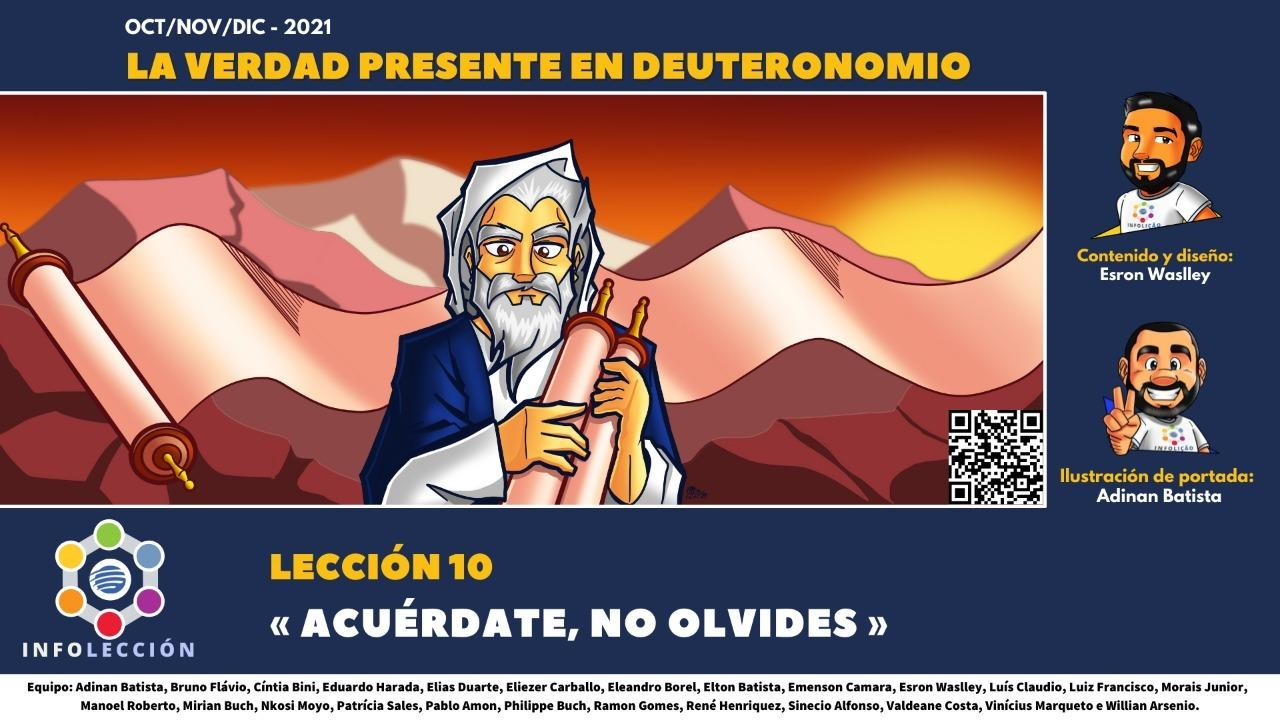 OCT/NOV/DIC - 2021
LA VERDAD PRESENTE EN DEUTERONOMIO
INFOLIÇÃO
Contenido y diseño:
Esron Waslley
INFOLIÇÃO
Ilustración de portada:
Adinan Batista
LECCIÓN 10
« ACUÉRDATE, NO OLVIDES »
INFOLECCIÓN
Equipo: Adinan Batista, Bruno Flávio, Cíntia Bini, Eduardo Harada, Elias Duarte, Eliezer Carballo, Eleandro Borel, Elton Batista, Emenson Camara, Esron Waslley, Luís Claudio, Luiz Francisco, Morais Junior,
Manoel Roberto, Mirian Buch, Nkosi Moyo, Patrícia Sales, Pablo Amon, Philippe Buch, Ramon Gomes, René Henriquez, Sinecio Alfonso, Valdeane Costa, Vinícius Marqueto e Willian Arsenio.